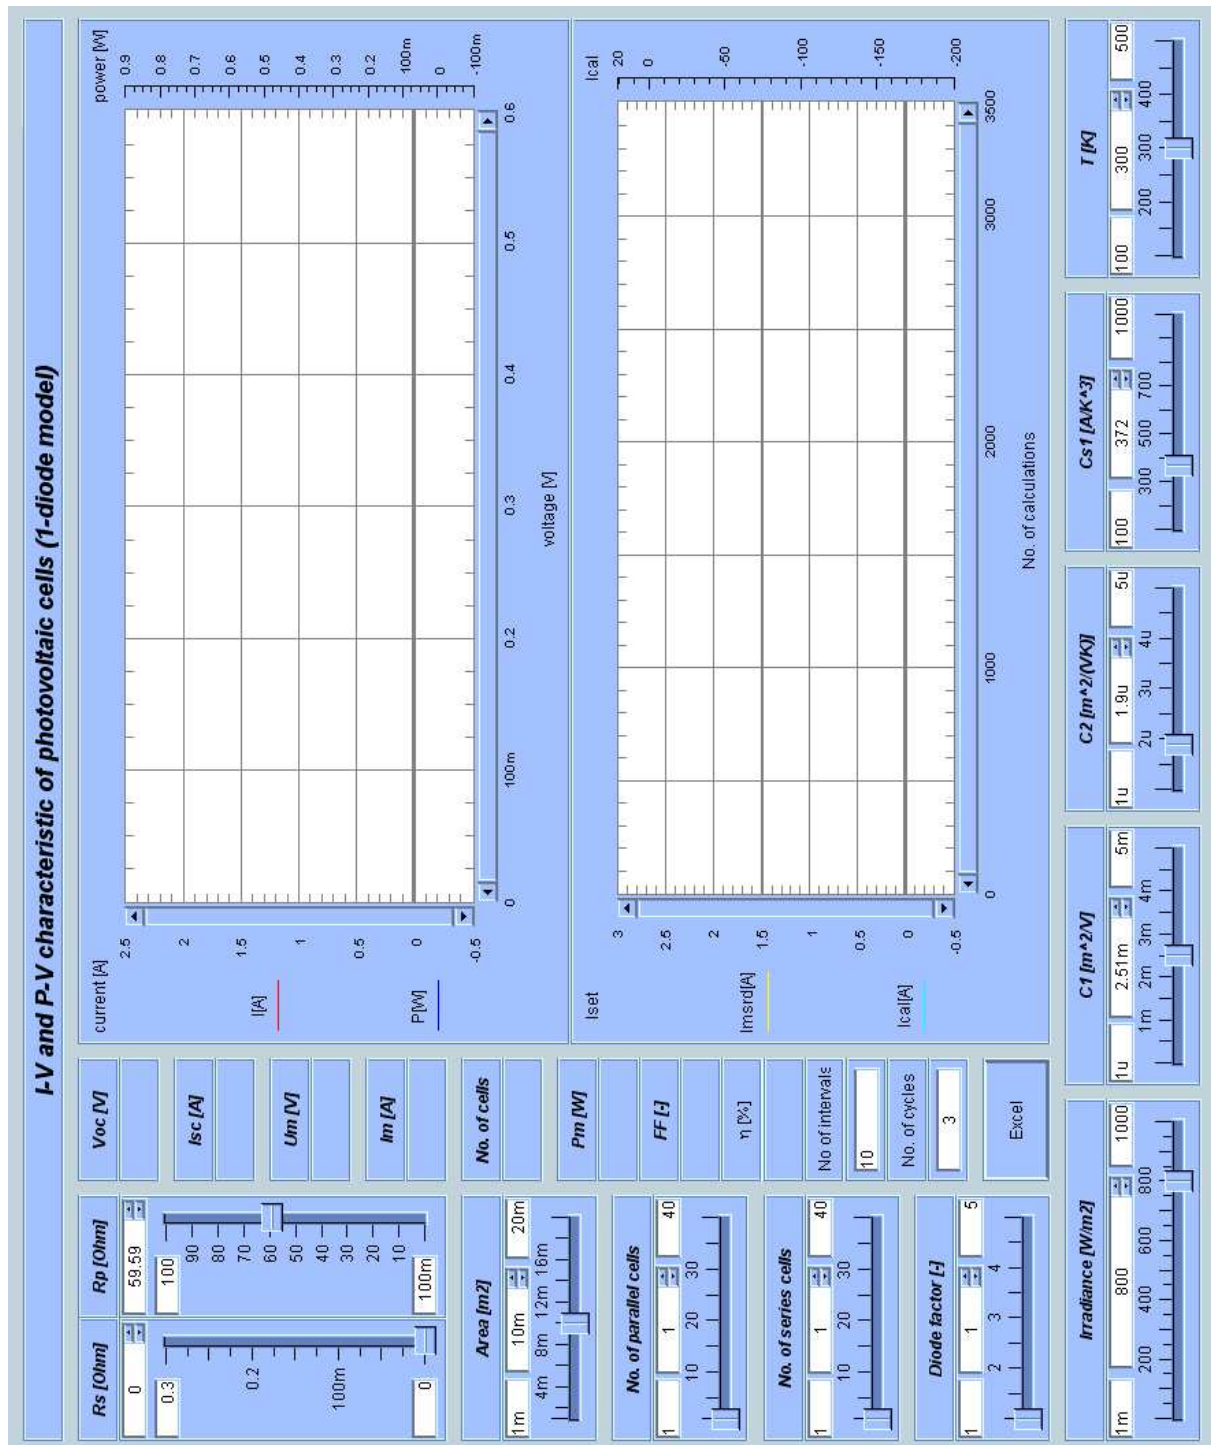 I-V and P-V characteristic of photovoltaic cells (1-diode model)
Rs [Ohm]
0
0.3
0.2
100m
0
Rp [Ohm]
59.59
100
90
80
70
60
50
40
30
20
10
100m
Area [m2]
1m 10m 20m
4m 8m 12m 16m
No. of parallel cells
1 1 40
10 20 30
No. of series cells
1 1 40
10 20 30
Diode factor [-]
1 1 5
2 3 4
Voc [V]
Isc [A]
Um [V]
Im [A]
No. of cells
Pm [W]
FF [-]
η [%]
No of intervals
10
No. of cycles
3
Excel
current [A]
power [W]
I[A]
P[W]
2.5
2
1.5
1
0.5
0
-0.5
0.9
0.8
0.7
0.6
0.5
0.4
0.3
0.2
100m
0
-100m
0 100m 0.2 0.3 0.4 0.5 0.6
voltage [V]
Iset
Ical
Imsrd[A]
Ical[A]
3
2.5
2
1.5
1
0.5
0
-0.5
20
0
-50
-100
-150
-200
0 1000 2000 3000 3500
No. of calculations
Irradiance [W/m2]
1m 800 1000
200 400 600 800
C1 [m^2/V]
1u 2.51m 5m
1m 2m 3m 4m
C2 [m^2/(VK)]
1u 1.9u 5u
2u 3u 4u
Cs1 [A/K^3]
100 372 1000
300 500 700
T [K]
100 300 500
200 300 400